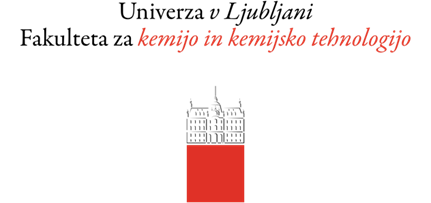 Univerza v Ljubljani
Fakulteta za kemijo in kemijsko tehnologijo